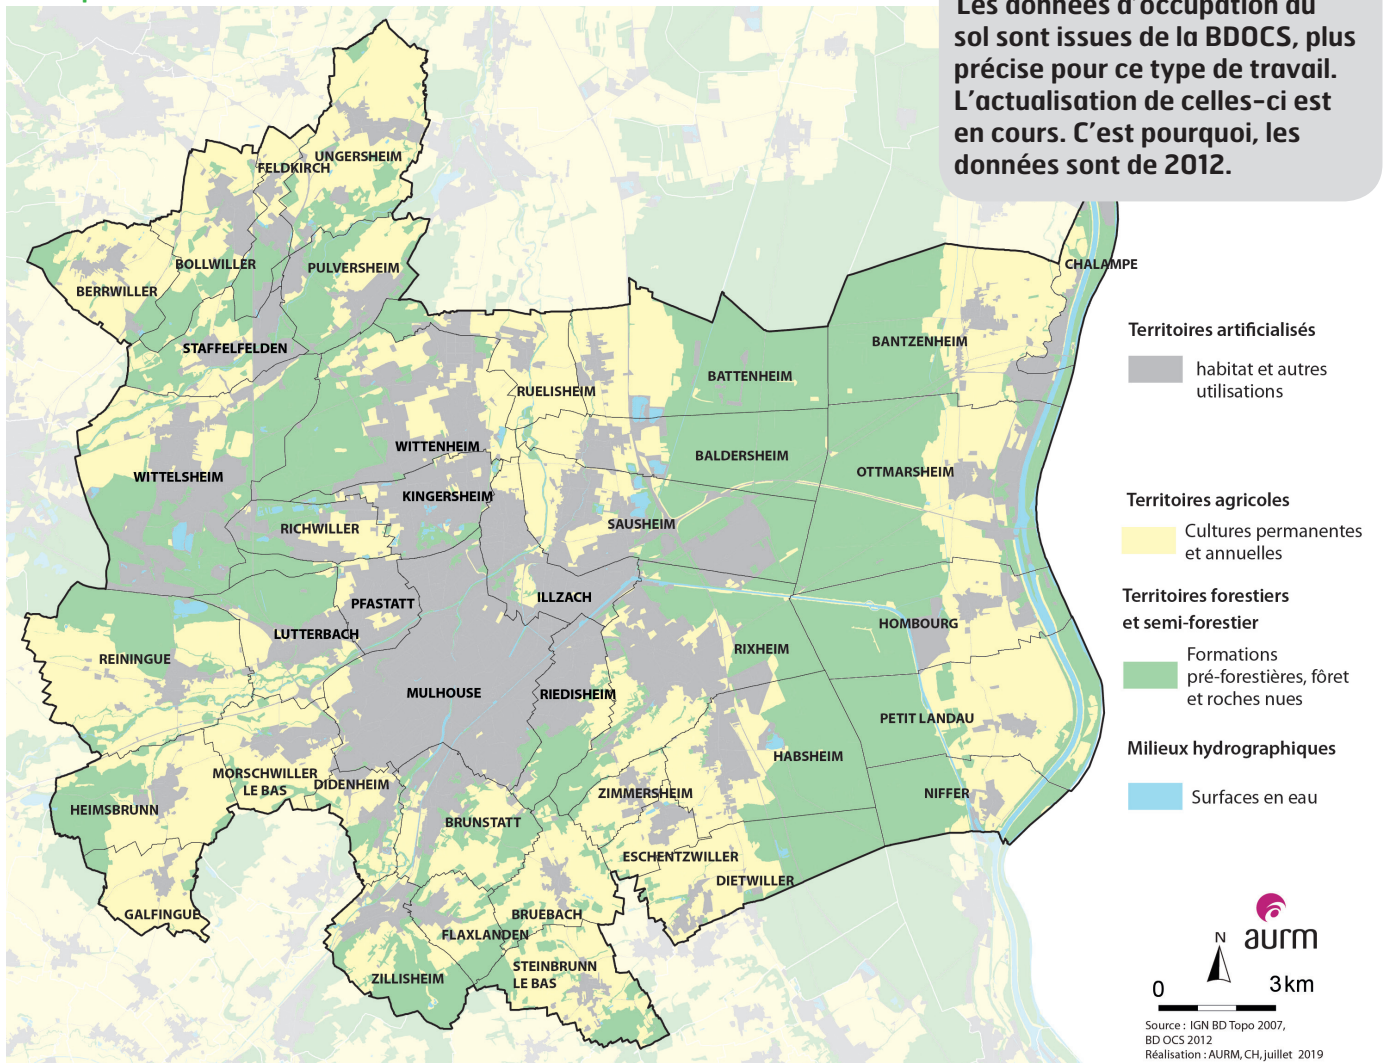 Les données d'occupation du
sol sont issues de la BDOCS, plus
précise pour ce type de travail.
L'actualisation de celles-ci est
en cours. C'est pourquoi, les
données sont de 2012.
UNGERSHEIM
FELDKIRCH
BOLLWILLER
PULVERSHEIM
BERRWILLER
CHALAMPE
STAFFELFELDEN
BANTZENHEIM
BATTENHEIM
RUELISHEIM
WITTENHEIM
BALDERSHEIM
OTTMARSHEIM
WITTELSHEIM
KINGERSHEIM
RICHWILLER
SAUSHEIM
PFASTATT
ILLZACH
LUTTERBACH
HOMBOURG
REININGUE
RIXHEIM
MULHOUSE
RIEDISHEIM
PETIT LANDAU
HABSHEIM
MORSCHWILLER
LE BAS
DIDENHEIM
ZIMMERSHEIM
NIFFER
HEIMSBRUNN
BRUNSTATT
ESCHENTZWILLER
DIETWILLER
GALFINGUE
BRUEBACH
FLAXLANDEN
STEINBRUNN
LE BAS
ZILLISHEIM
Territoires artificialisés
habitat et autres
utilisations
Territoires agricoles
Cultures permanentes
et annuelles
Territoires forestiers
et semi-forestier
Formations
pré-forestières, fôret
et roches nues
Milieux hydrographiques
Surfaces en eau
aurm
N
0 3 km
Source : IGN BD Topo 2007,
BD OCS 2012
Réalisation : AURM, CH, juillet 2019